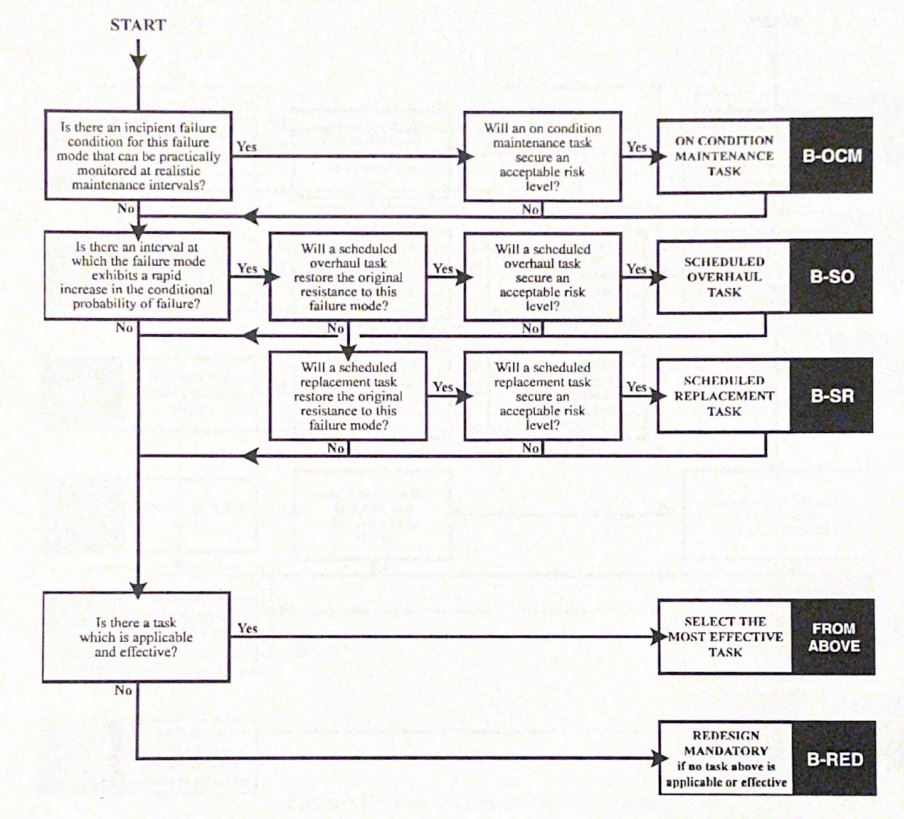 START
Is there an incipient failure
condition for this failure
mode that can be practically
monitored at realistic
maintenance intervals?
Yes
Will an on condition
maintenance task
secure an
acceptable risk
level?
Yes
ON CONDITION
MAINTENANCE
TASK
B-OCM
No
No
Is there an interval at
which the failure mode
exhibits a rapid
increase in the conditional
probability of failure?
Yes
Will a scheduled
overhaul task
restore the original
resistance to this
failure mode?
Yes
Will a scheduled
overhaul task
secure an
acceptable risk
level?
Yes
SCHEDULED
OVERHAUL
TASK
B-SO
No
No
No
Will a scheduled
replacement task
restore the original
resistance to this
failure mode?
Yes
Will a scheduled
replacement task
secure an
acceptable risk
level?
Yes
SCHEDULED
REPLACEMENT
TASK
B-SR
No
No
Is there a task
which is applicable
and effective?
Yes
SELECT THE
MOST EFFECTIVE
TASK
FROM
ABOVE
No
REDESIGN
MANDATORY
if no task above is
applicable or effective
B-RED